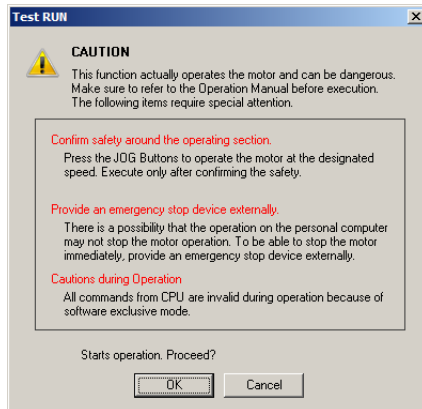 Test RUN
CAUTION
This function actually operates the motor and can be dangerous.
Make sure to refer to the Operation Manual before execution.
The following items require special attention.
Confirm safety around the operating section.
Press the JOG Buttons to operate the motor at the designated
speed. Execute only after confirming the safety.
Provide an emergency stop device externally.
There is a possibility that the operation on the personal computer
may not stop the motor operation. To be able to stop the motor
immediately, provide an emergency stop device externally.
Cautions during Operation
All commands from CPU are invalid during operation because of
software exclusive mode.
Starts operation. Proceed?
OK Cancel